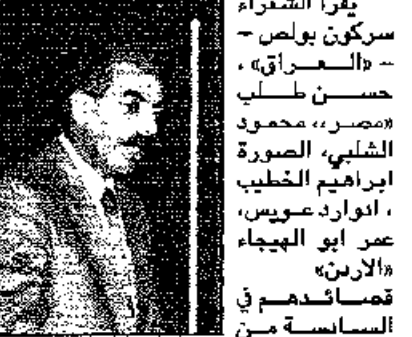 يقرأ الشعراء
سركون بولص -
- «العراق» ،
حسن طلب
«مصر»، محمود
الشلبي، الصورة
ابراهيم الخطيب
، ادوارد عويس،
عمر ابو الهيجاء
«الاردن»
قصائدهم في
السادسة من